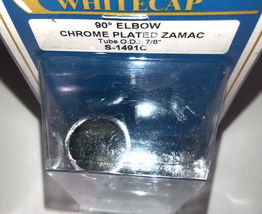 WHITECAP
90° ELBOW
CHROME PLATED ZAMAC
Tube O.D.: 7/8"
S-1491C